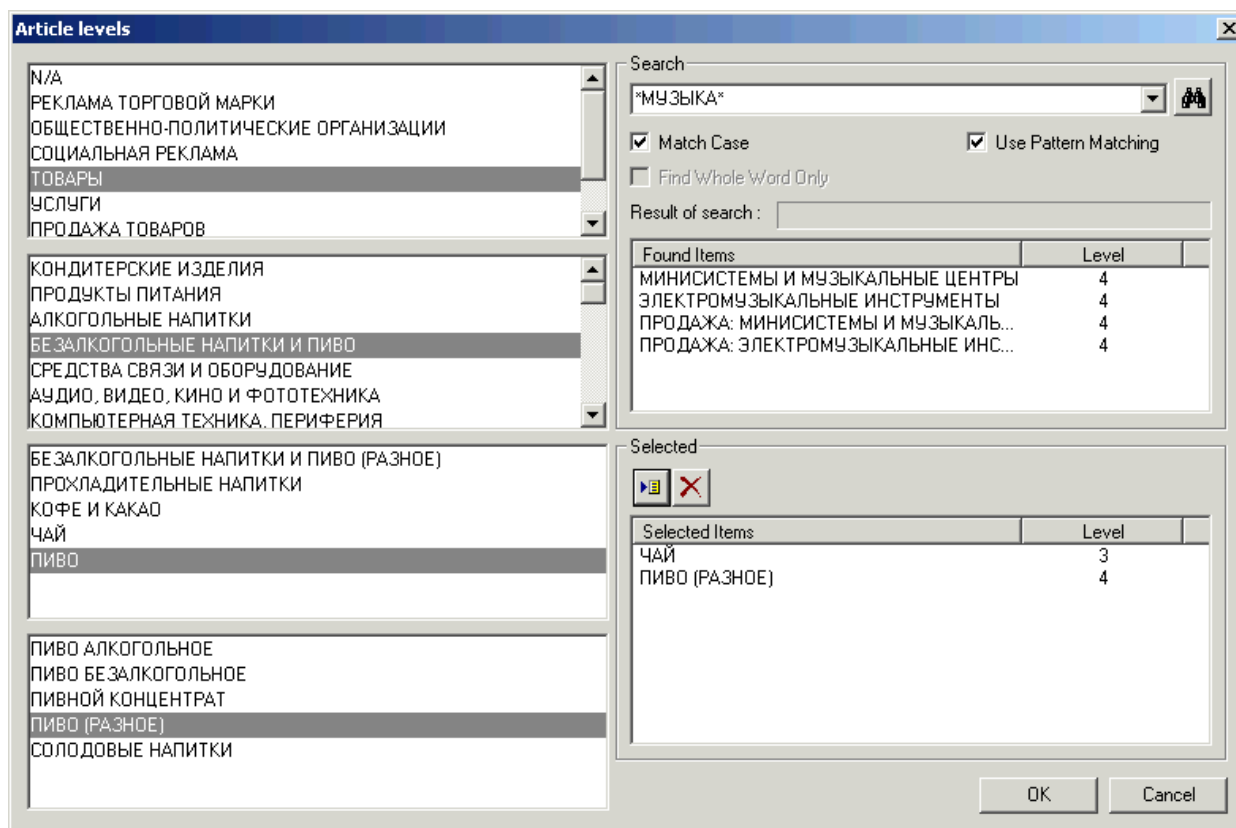 Article levels
N/A
РЕКЛАМА ТОРГОВОЙ МАРКИ
ОБЩЕСТВЕННО-ПОЛИТИЧЕСКИЕ ОРГАНИЗАЦИИ
СОЦИАЛЬНАЯ РЕКЛАМА
ТОВАРЫ
УСЛУГИ
ПРОДАЖА ТОВАРОВ
КОНДИТЕРСКИЕ ИЗДЕЛИЯ
ПРОДУКТЫ ПИТАНИЯ
АЛКОГОЛЬНЫЕ НАПИТКИ
БЕЗАЛКОГОЛЬНЫЕ НАПИТКИ И ПИВО
СРЕДСТВА СВЯЗИ И ОБОРУДОВАНИЕ
АУДИО, ВИДЕО, КИНО И ФОТОТЕХНИКА
КОМПЬЮТЕРНАЯ ТЕХНИКА. ПЕРИФЕРИЯ
БЕЗАЛКОГОЛЬНЫЕ НАПИТКИ И ПИВО (РАЗНОЕ)
ПРОХЛАДИТЕЛЬНЫЕ НАПИТКИ
КОФЕ И КАКАО
ЧАЙ
ПИВО
ПИВО АЛКОГОЛЬНОЕ
ПИВО БЕЗАЛКОГОЛЬНОЕ
ПИВНОЙ КОНЦЕНТРАТ
ПИВО (РАЗНОЕ)
СОЛОДОВЫЕ НАПИТКИ
Search
*МУЗЫКА*
Match Case Use Pattern Matching
Find Whole Word Only
Result of search :
Found Items Level
МИНИСИСТЕМЫ И МУЗЫКАЛЬНЫЕ ЦЕНТРЫ 4
ЭЛЕКТРОМУЗЫКАЛЬНЫЕ ИНСТРУМЕНТЫ 4
ПРОДАЖА: МИНИСИСТЕМЫ И МУЗЫКАЛЬ... 4
ПРОДАЖА: ЭЛЕКТРОМУЗЫКАЛЬНЫЕ ИНС... 4
Selected
Selected Items Level
ЧАЙ 3
ПИВО (РАЗНОЕ) 4
OK Cancel